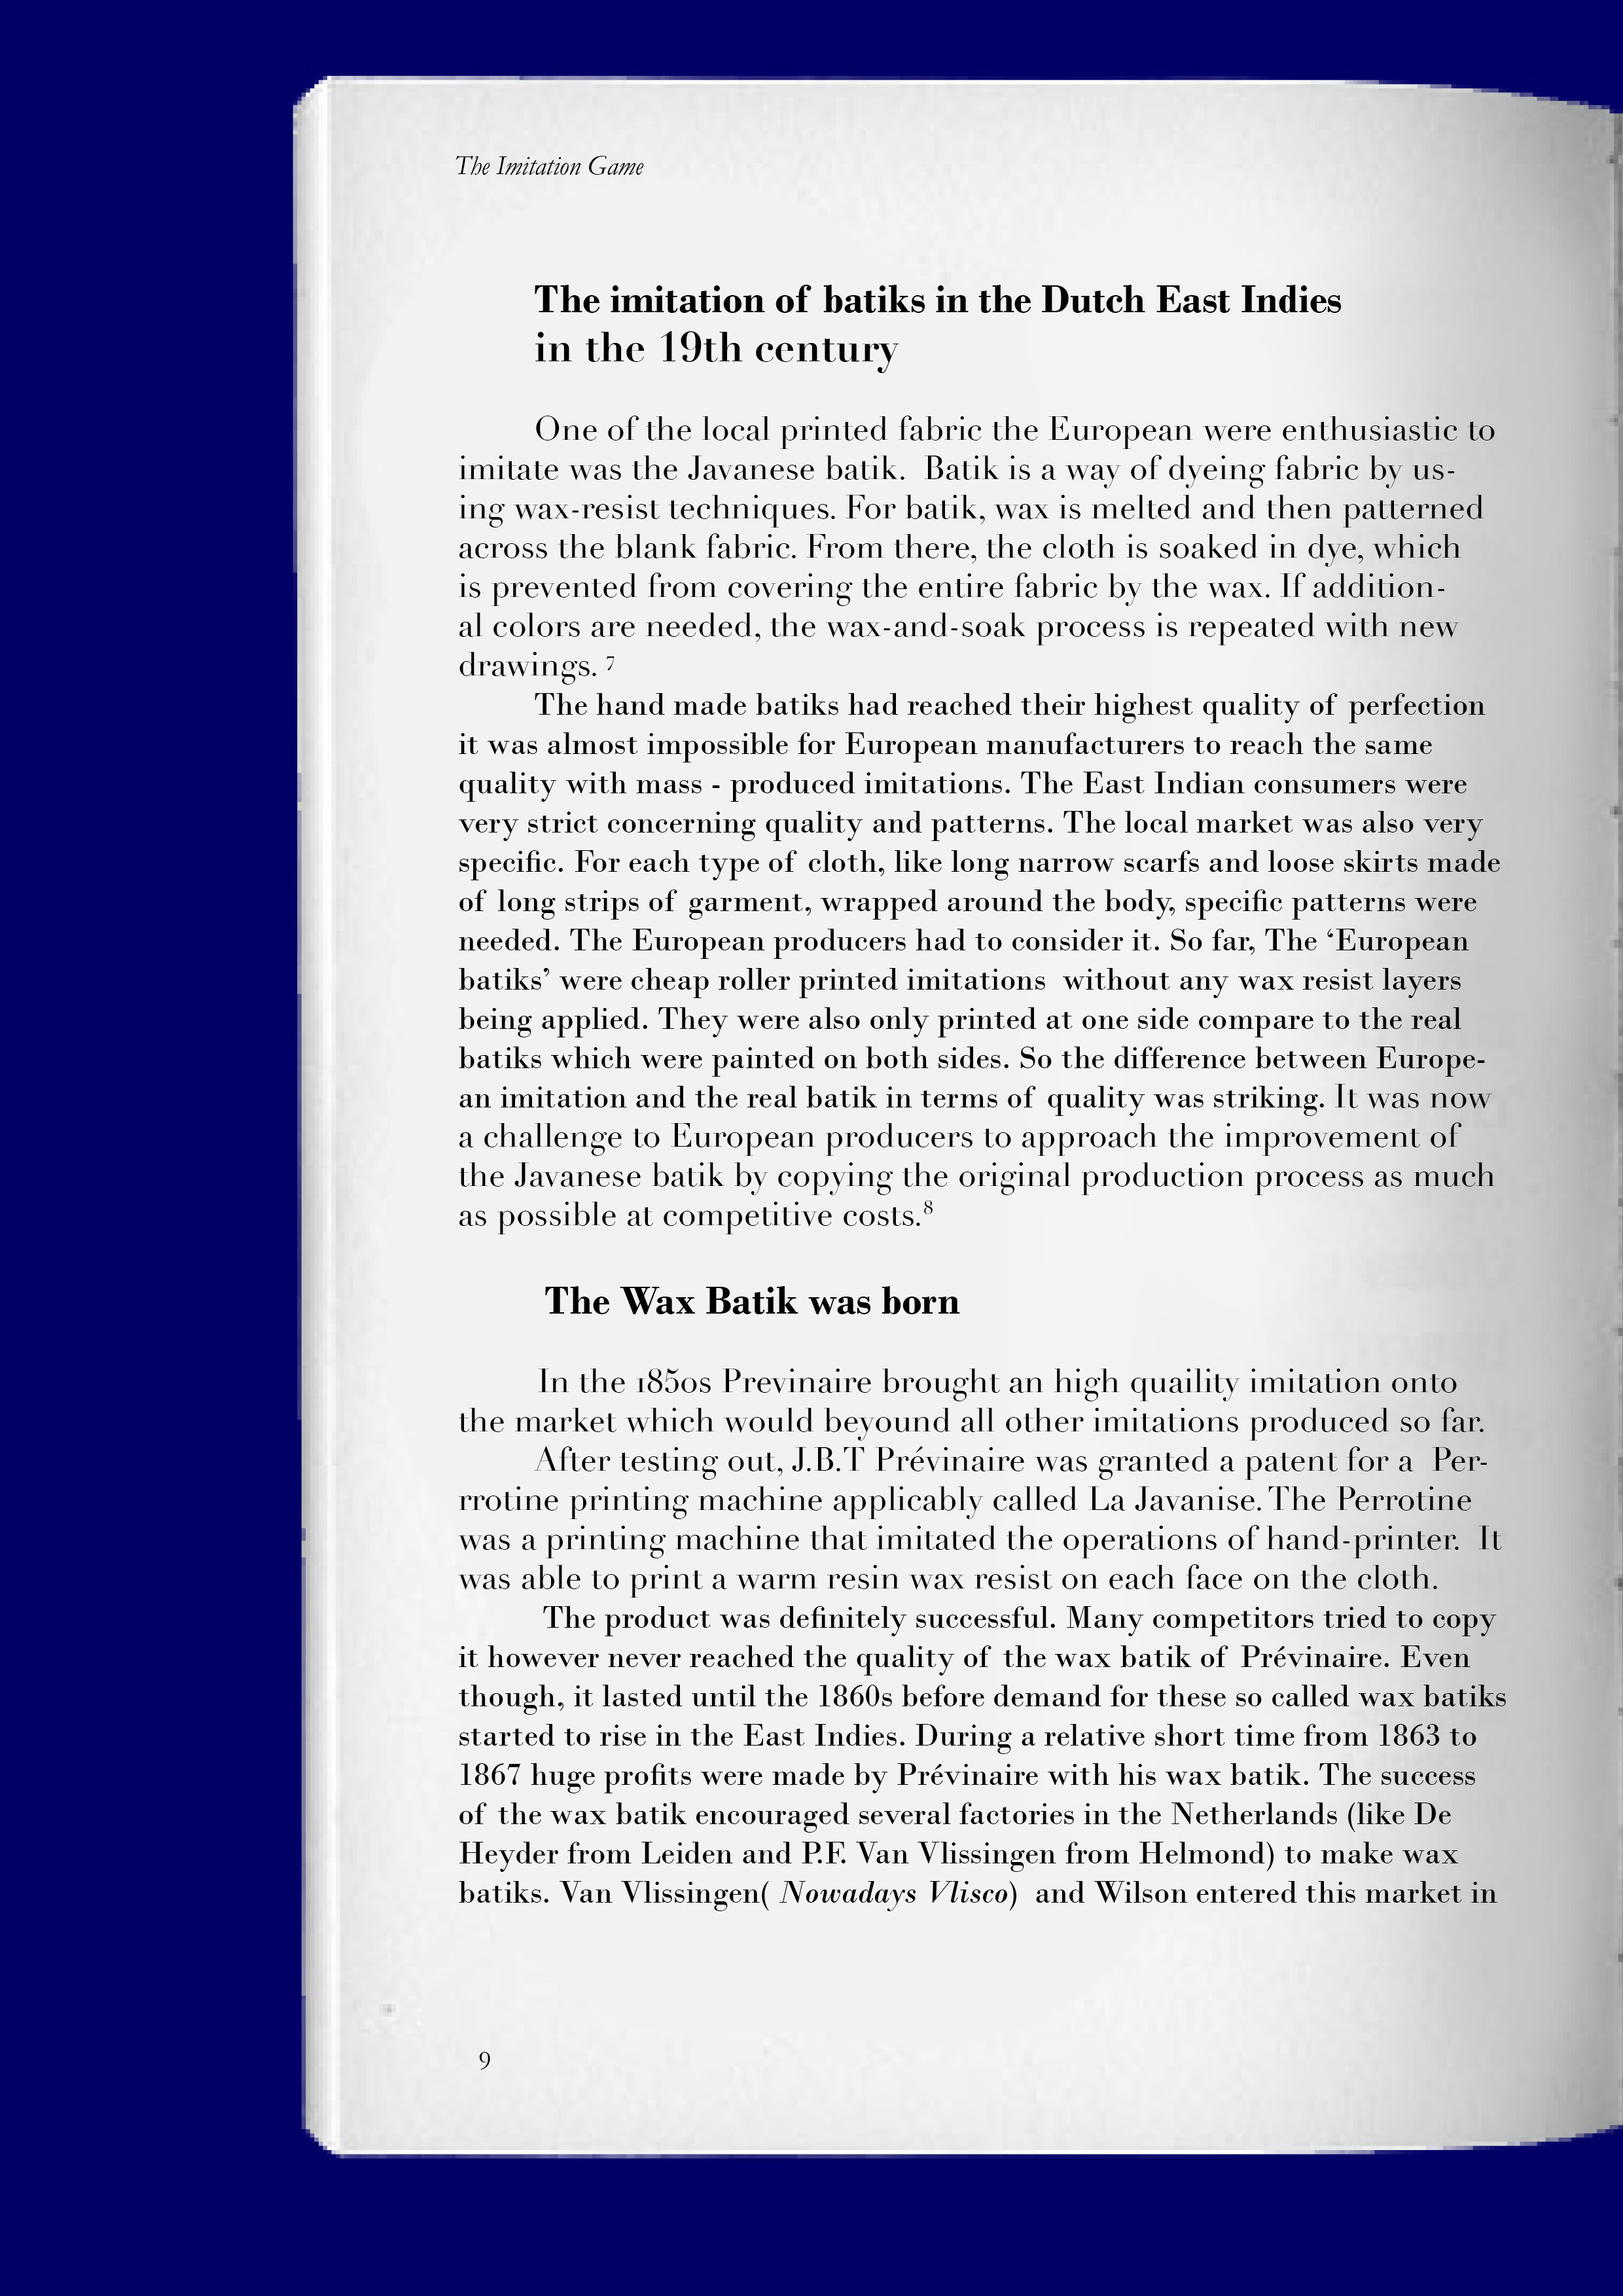 The Imitation Game
The imitation of batiks in the Dutch East Indies
in the 19th century
One of the local printed fabric the European were enthusiastic to
imitate was the Javanese batik.  Batik is a way of dyeing fabric by us-
ing wax-resist techniques. For batik, wax is melted and then patterned
across the blank fabric. From there, the cloth is soaked in dye, which
is prevented from covering the entire fabric by the wax. If addition-
al colors are needed, the wax-and-soak process is repeated with new
drawings. 7
The hand made batiks had reached their highest quality of perfection
it was almost impossible for European manufacturers to reach the same
quality with mass - produced imitations. The East Indian consumers were
very strict concerning quality and patterns. The local market was also very
specific. For each type of cloth, like long narrow scarfs and loose skirts made
of long strips of garment, wrapped around the body, specific patterns were
needed. The European producers had to consider it. So far, The ‘European
batiks’ were cheap roller printed imitations  without any wax resist layers
being applied. They were also only printed at one side compare to the real
batiks which were painted on both sides. So the difference between Europe-
an imitation and the real batik in terms of quality was striking. It was now
a challenge to European producers to approach the improvement of
the Javanese batik by copying the original production process as much
as possible at competitive costs.8
The Wax Batik was born
In the 1850s Previnaire brought an high quaility imitation onto
the market which would beyound all other imitations produced so far.
After testing out, J.B.T Prévinaire was granted a patent for a  Per-
rrotine printing machine applicably called La Javanise. The Perrotine
was a printing machine that imitated the operations of hand-printer.  It
was able to print a warm resin wax resist on each face on the cloth.
The product was definitely successful. Many competitors tried to copy
it however never reached the quality of the wax batik of Prévinaire. Even
though, it lasted until the 1860s before demand for these so called wax batiks
started to rise in the East Indies. During a relative short time from 1863 to
1867 huge profits were made by Prévinaire with his wax batik. The success
of the wax batik encouraged several factories in the Netherlands (like De
Heyder from Leiden and P.F. Van Vlissingen from Helmond) to make wax
batiks. Van Vlissingen( Nowadays Vlisco)  and Wilson entered this market in
9